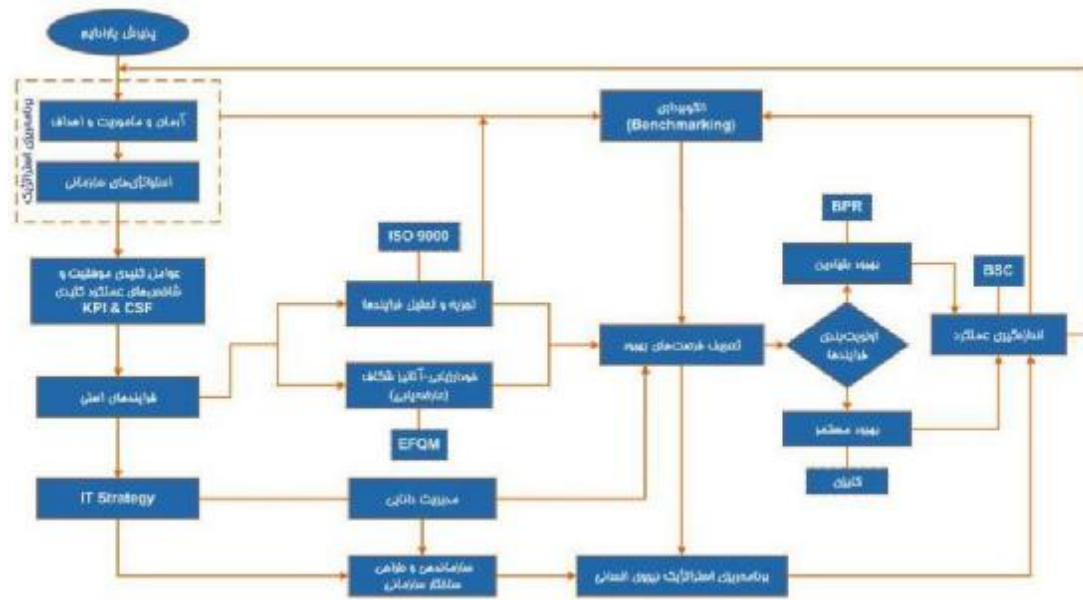 پذیرش پارادایم
برنامه‌ریزی استراتژیک
آرمان و ماموریت و اهداف
استراتژی‌های سازمانی
عوامل کلیدی موفقیت و
شاخص‌های عملکرد کلیدی
KPI & CSF
فرایندهای اصلی
IT Strategy
ISO 9000
تجزیه و تحلیل فرایندها
خودارزیابی-آنالیز شکاف
(عارضه‌یابی)
EFQM
مدیریت دانایی
سازماندهی و طراحی
ساختار سازمانی
الگوبرداری
(Benchmarking)
تعریف فرصت‌های بهبود
برنامه‌ریزی استراتژیک نیروی انسانی
BPR
بهبود بنیادین
اولویت‌بندی
فرایندها
بهبود مستمر
کایزن
BSC
اندازه‌گیری عملکرد